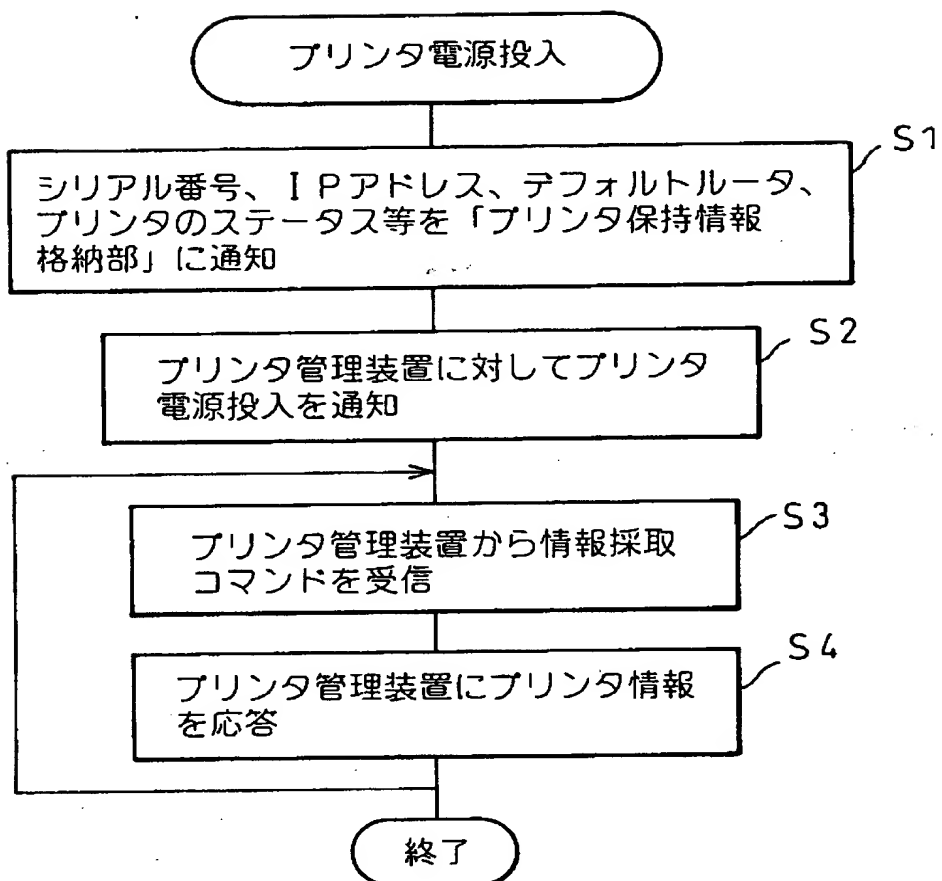 プリンタ電源投入
S1
シリアル番号、IPアドレス、デフォルトルータ、
プリンタのステータス等を「プリンタ保持情報
格納部」に通知
S2
プリンタ管理装置に対してプリンタ
電源投入を通知
S3
プリンタ管理装置から情報採取
コマンドを受信
S4
プリンタ管理装置にプリンタ情報
を応答
終了